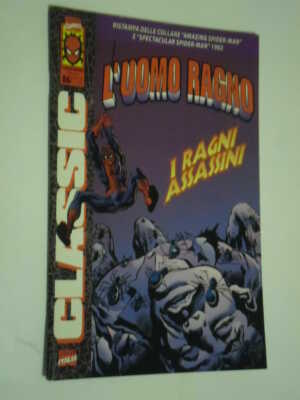 RISTAMPA DELLE COLLANE "AMAZING SPIDER-MAN"
E "SPECTACULAR SPIDER-MAN" 1982
L'UOMO RAGNO
I RAGNI
ASSASSINI
CLASSIC